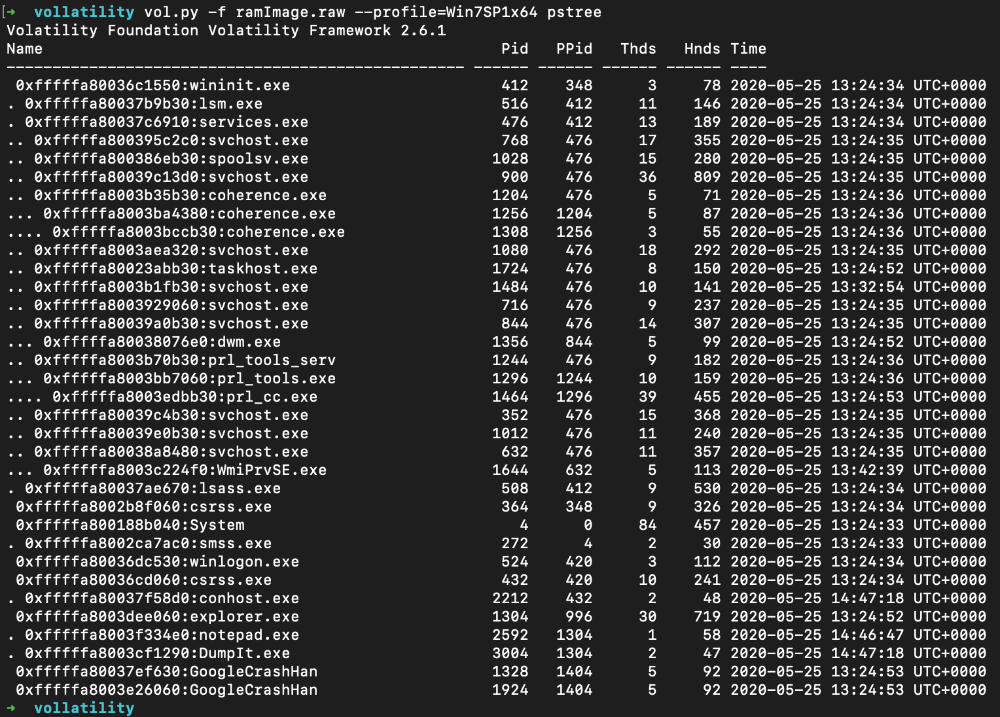 [➜  vollatility vol.py -f ramImage.raw --profile=Win7SP1x64 pstree
Volatility Foundation Volatility Framework 2.6.1
Name                                                  Pid   PPid   Thds   Hnds Time
-------------------------------------------------- ------ ------ ------ ------ ----
 0xfffffa80036c1550:wininit.exe                       412    348      3     78 2020-05-25 13:24:34 UTC+0000
. 0xfffffa80037b9b30:lsm.exe                          516    412     11    146 2020-05-25 13:24:34 UTC+0000
. 0xfffffa80037c6910:services.exe                     476    412     13    189 2020-05-25 13:24:34 UTC+0000
.. 0xfffffa800395c2c0:svchost.exe                     768    476     17    355 2020-05-25 13:24:35 UTC+0000
.. 0xfffffa800386eb30:spoolsv.exe                    1028    476     15    280 2020-05-25 13:24:35 UTC+0000
.. 0xfffffa80039c13d0:svchost.exe                     900    476     36    809 2020-05-25 13:24:35 UTC+0000
.. 0xfffffa8003b35b30:coherence.exe                  1204    476      5     71 2020-05-25 13:24:36 UTC+0000
... 0xfffffa8003ba4380:coherence.exe                 1256   1204      5     87 2020-05-25 13:24:36 UTC+0000
.... 0xfffffa8003bccb30:coherence.exe                1308   1256      3     55 2020-05-25 13:24:36 UTC+0000
.. 0xfffffa8003aea320:svchost.exe                    1080    476     18    292 2020-05-25 13:24:35 UTC+0000
.. 0xfffffa80023abb30:taskhost.exe                   1724    476      8    150 2020-05-25 13:24:52 UTC+0000
.. 0xfffffa8003b1fb30:svchost.exe                    1484    476     10    141 2020-05-25 13:32:54 UTC+0000
.. 0xfffffa8003929060:svchost.exe                     716    476      9    237 2020-05-25 13:24:35 UTC+0000
.. 0xfffffa80039a0b30:svchost.exe                     844    476     14    307 2020-05-25 13:24:35 UTC+0000
... 0xfffffa80038076e0:dwm.exe                       1356    844      5     99 2020-05-25 13:24:52 UTC+0000
.. 0xfffffa8003b70b30:prl_tools_serv                 1244    476      9    182 2020-05-25 13:24:36 UTC+0000
... 0xfffffa8003bb7060:prl_tools.exe                 1296   1244     10    159 2020-05-25 13:24:36 UTC+0000
.... 0xfffffa8003edbb30:prl_cc.exe                   1464   1296     39    455 2020-05-25 13:24:53 UTC+0000
.. 0xfffffa80039c4b30:svchost.exe                     352    476     15    368 2020-05-25 13:24:35 UTC+0000
.. 0xfffffa80039e0b30:svchost.exe                    1012    476     11    240 2020-05-25 13:24:35 UTC+0000
.. 0xfffffa80038a8480:svchost.exe                     632    476     11    357 2020-05-25 13:24:35 UTC+0000
... 0xfffffa8003c224f0:WmiPrvSE.exe                  1644    632      5    113 2020-05-25 13:42:39 UTC+0000
. 0xfffffa80037ae670:lsass.exe                        508    412      9    530 2020-05-25 13:24:34 UTC+0000
 0xfffffa8002b8f060:csrss.exe                         364    348      9    326 2020-05-25 13:24:34 UTC+0000
 0xfffffa800188b040:System                              4      0     84    457 2020-05-25 13:24:33 UTC+0000
. 0xfffffa8002ca7ac0:smss.exe                         272      4      2     30 2020-05-25 13:24:33 UTC+0000
 0xfffffa80036dc530:winlogon.exe                      524    420      3    112 2020-05-25 13:24:34 UTC+0000
 0xfffffa80036cd060:csrss.exe                         432    420     10    241 2020-05-25 13:24:34 UTC+0000
. 0xfffffa80037f58d0:conhost.exe                     2212    432      2     48 2020-05-25 14:47:18 UTC+0000
 0xfffffa8003dee060:explorer.exe                     1304    996     30    719 2020-05-25 13:24:52 UTC+0000
. 0xfffffa8003f334e0:notepad.exe                     2592   1304      1     58 2020-05-25 14:46:47 UTC+0000
. 0xfffffa8003cf1290:DumpIt.exe                      3004   1304      2     47 2020-05-25 14:47:18 UTC+0000
 0xfffffa80037ef630:GoogleCrashHan                   1328   1404      5     92 2020-05-25 13:24:53 UTC+0000
 0xfffffa8003e26060:GoogleCrashHan                   1924   1404      5     92 2020-05-25 13:24:53 UTC+0000
➜  vollatility